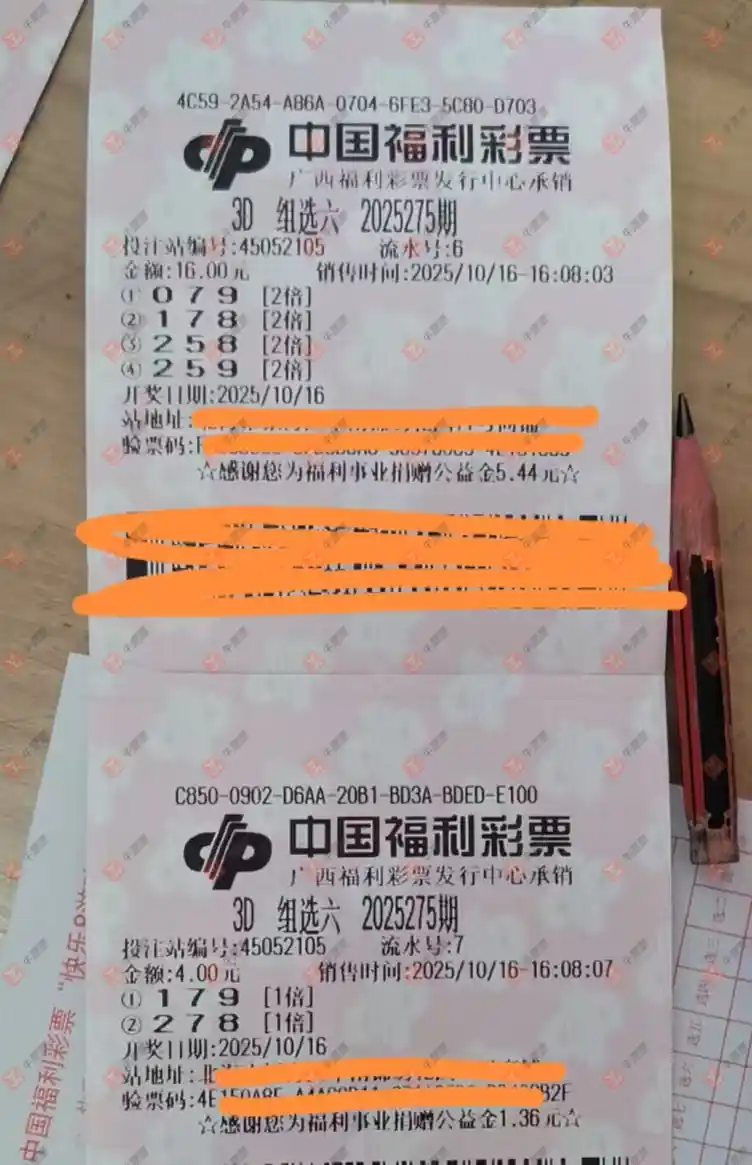 4C59-2A54-A86A-0704-6FE3-5C80-D703
中国福利彩票
广西福利彩票发行中心承销
3D 组选六 2025275期
投注站编号:45052105 流水号:6
金额:16.00元 销售时间:2025/10/16-16:08:03
① 0 7 9 [2倍]
② 1 7 8 [2倍]
③ 2 5 8 [2倍]
④ 2 5 9 [2倍]
开奖日期:2025/10/16
站地址:
验票码:
☆感谢您为福利事业捐赠公益金5.44元☆
C850-0902-D6AA-20B1-BD3A-BDED-E100
中国福利彩票
广西福利彩票发行中心承销
3D 组选六 2025275期
投注站编号:45052105 流水号:7
金额:4.00元 销售时间:2025/10/16-16:08:07
① 1 7 9 [1倍]
② 2 7 8 [1倍]
开奖日期:2025/10/16
站地址:北
验票码:4E
☆感谢您为福利事业捐赠公益金1.36元☆
中国福利彩票“快乐8